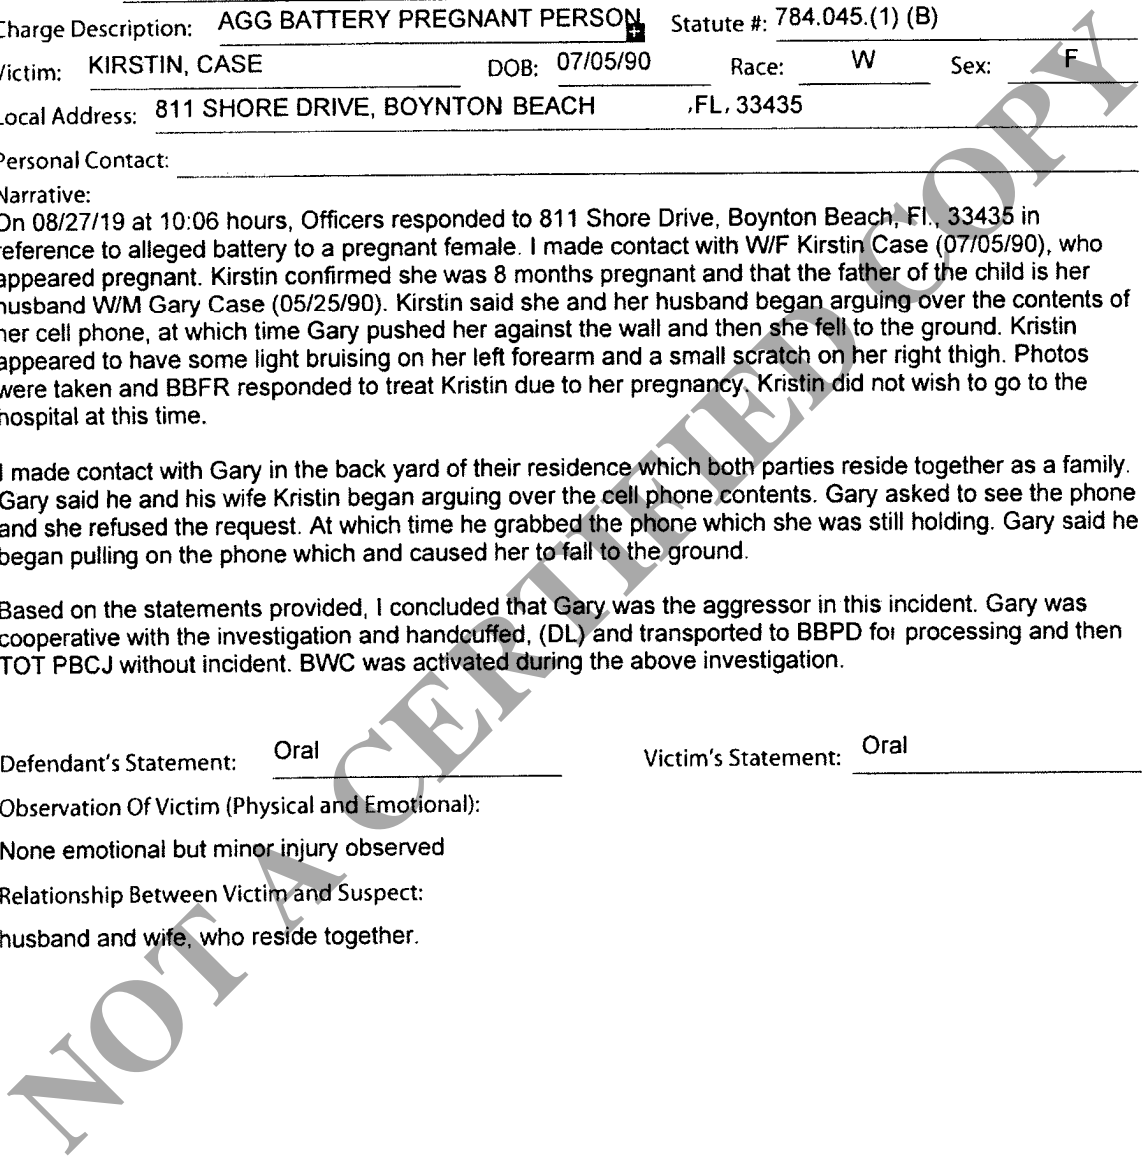 Charge Description: AGG BATTERY PREGNANT PERSON Statute #: 784.045.(1) (B)
Victim: KIRSTIN, CASE DOB: 07/05/90 Race: W Sex: F
Local Address: 811 SHORE DRIVE, BOYNTON BEACH ,FL, 33435
Personal Contact:
Narrative:
On 08/27/19 at 10:06 hours, Officers responded to 811 Shore Drive, Boynton Beach, Fl., 33435 in
reference to alleged battery to a pregnant female. I made contact with W/F Kirstin Case (07/05/90), who
appeared pregnant. Kirstin confirmed she was 8 months pregnant and that the father of the child is her
husband W/M Gary Case (05/25/90). Kirstin said she and her husband began arguing over the contents of
her cell phone, at which time Gary pushed her against the wall and then she fell to the ground. Kristin
appeared to have some light bruising on her left forearm and a small scratch on her right thigh. Photos
were taken and BBFR responded to treat Kristin due to her pregnancy. Kristin did not wish to go to the
hospital at this time.
I made contact with Gary in the back yard of their residence which both parties reside together as a family.
Gary said he and his wife Kristin began arguing over the cell phone contents. Gary asked to see the phone
and she refused the request. At which time he grabbed the phone which she was still holding. Gary said he
began pulling on the phone which and caused her to fall to the ground.
Based on the statements provided, I concluded that Gary was the aggressor in this incident. Gary was
cooperative with the investigation and handcuffed, (DL) and transported to BBPD for processing and then
TOT PBCJ without incident. BWC was activated during the above investigation.
Defendant's Statement: Oral Victim's Statement: Oral
Observation Of Victim (Physical and Emotional):
None emotional but minor injury observed
Relationship Between Victim and Suspect:
husband and wife, who reside together.
NOT A CERTIFIED COPY